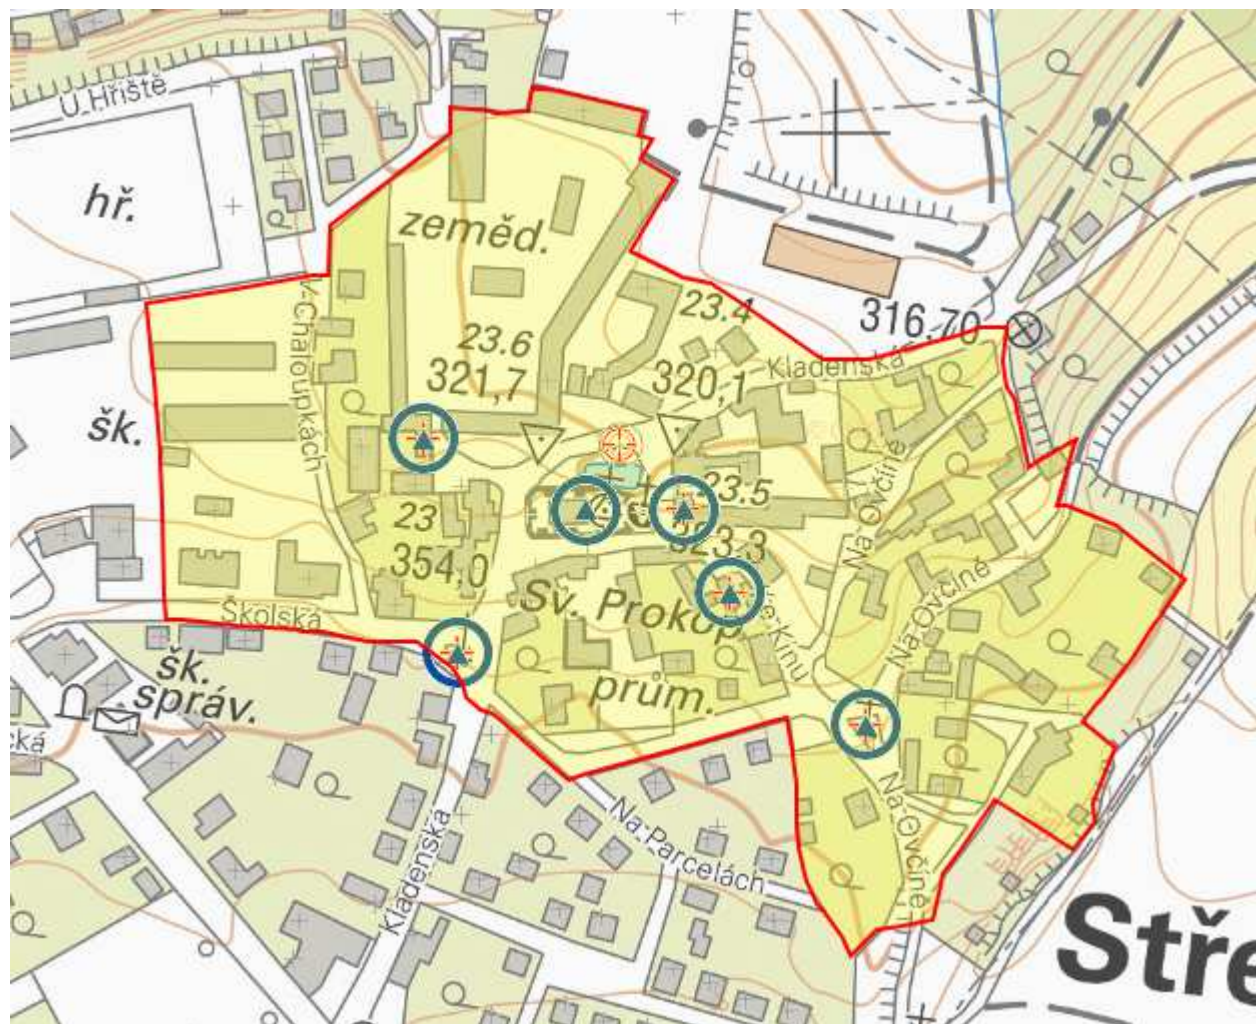 U Hřiště
hř.
zeměd.
V Chaloupkách
23.4
316.70
23.6
321,7
320,1
Kladenská
šk.
Na Ovčíně
23.5
23
323.3
354,0
Sv. Prokop
Na Ovčíně
Školská
prům.
šk.
správ.
Na Ovčíně
Na Parcelách
Kladenská
Stře